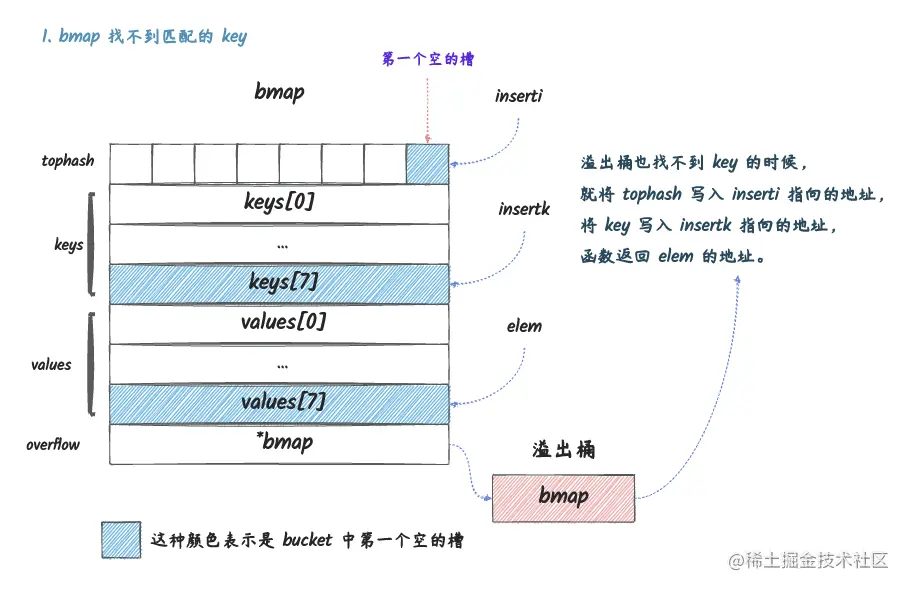 1. bmap 找不到匹配的 key
第一个空的槽
bmap
inserti
tophash
溢出桶也找不到 key 的时候，
就将 tophash 写入 inserti 指向的地址，
将 key 写入 insertk 指向的地址，
函数返回 elem 的地址。
keys[0]
insertk
keys
...
keys[7]
values[0]
elem
values
...
values[7]
overflow
*bmap
溢出桶
bmap
这种颜色表示是 bucket 中第一个空的槽
@稀土掘金技术社区